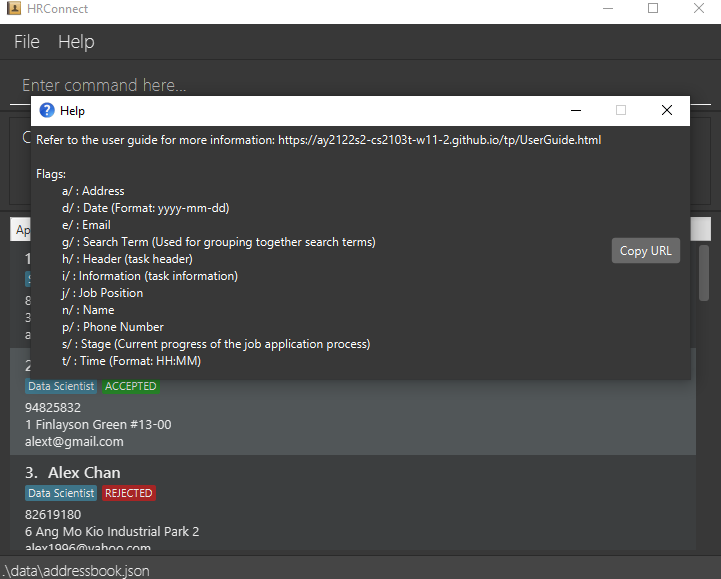 HRConnect
File Help
Enter command here...
Help
Refer to the user guide for more information: https://ay2122s2-cs2103t-w11-2.github.io/tp/UserGuide.html
Flags:
a/ : Address
d/ : Date (Format: yyyy-mm-dd)
e/ : Email
g/ : Search Term (Used for grouping together search terms)
h/ : Header (task header)
i/ : Information (task information)
j/ : Job Position
n/ : Name
p/ : Phone Number
s/ : Stage (Current progress of the job application process)
t/ : Time (Format: HH:MM)
Copy URL
Data Scientist ACCEPTED
94825832
1 Finlayson Green #13-00
alext@gmail.com
3. Alex Chan
Data Scientist REJECTED
82619180
6 Ang Mo Kio Industrial Park 2
alex1996@yahoo.com
.\data\addressbook.json